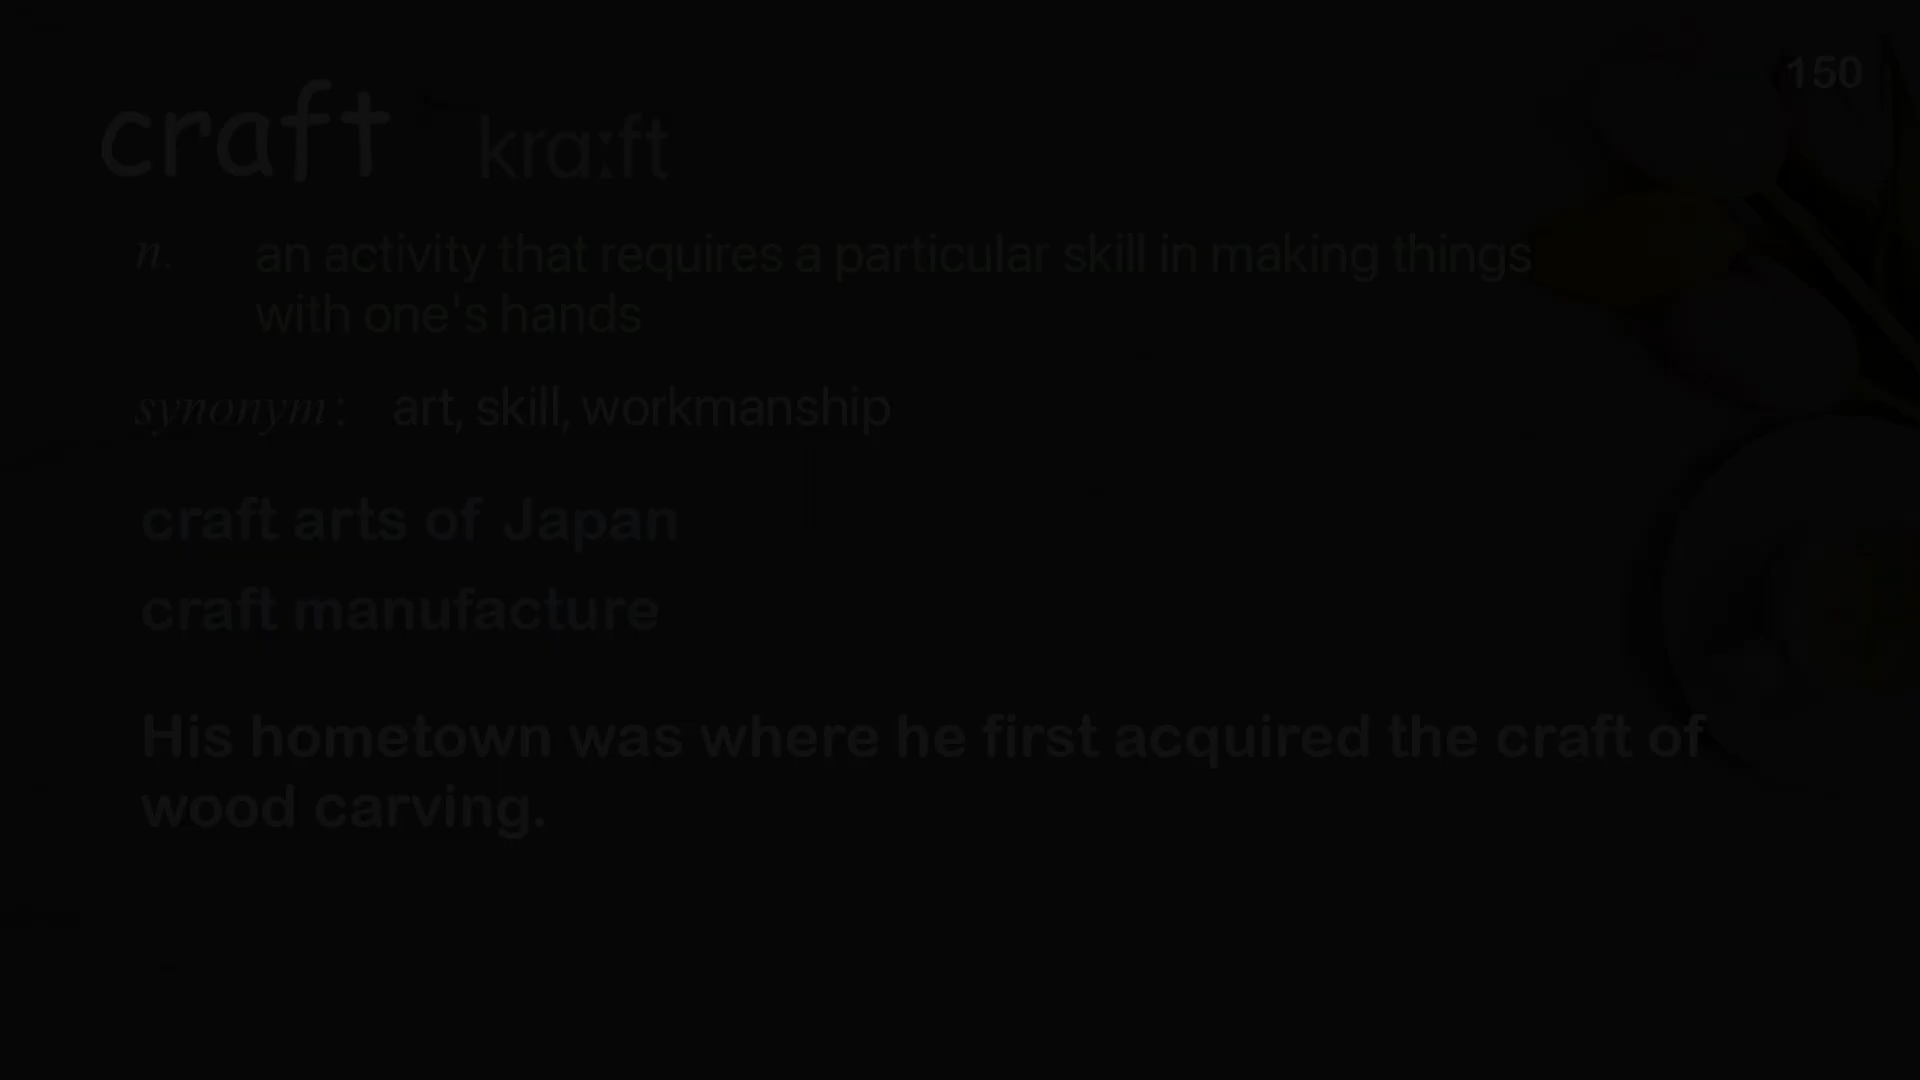 150
craft kra:ft
n. an activity that requires a particular skill in making things
with one's hands
synonym: art, skill, workmanship
craft arts of Japan
craft manufacture
His hometown was where he first acquired the craft of
wood carving.